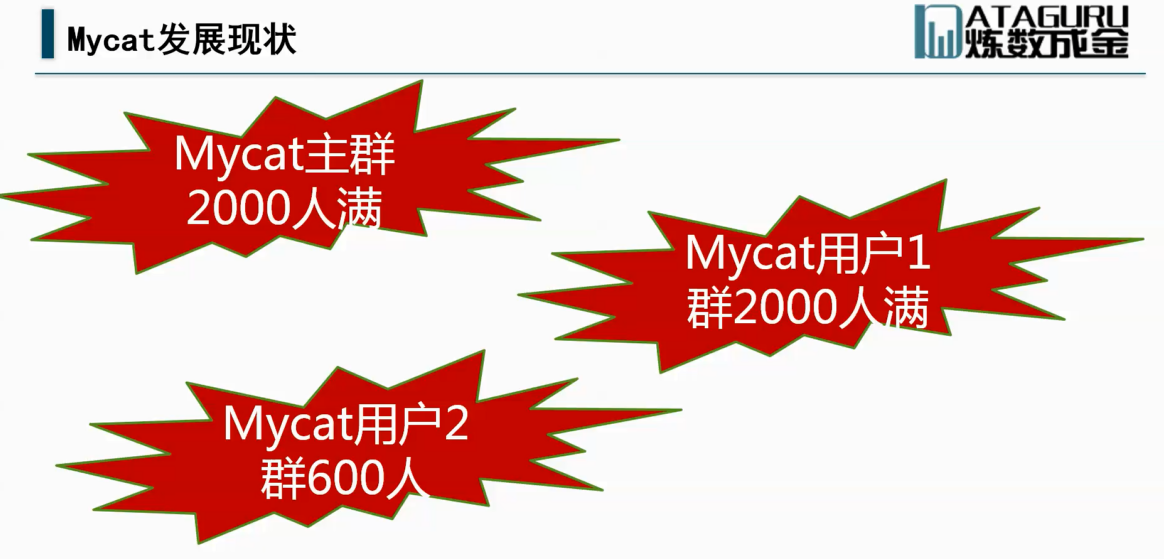 Mycat发展现状
DATAGURU
炼数成金
Mycat主群
2000人满
Mycat用户1
群2000人满
Mycat用户2
群600人